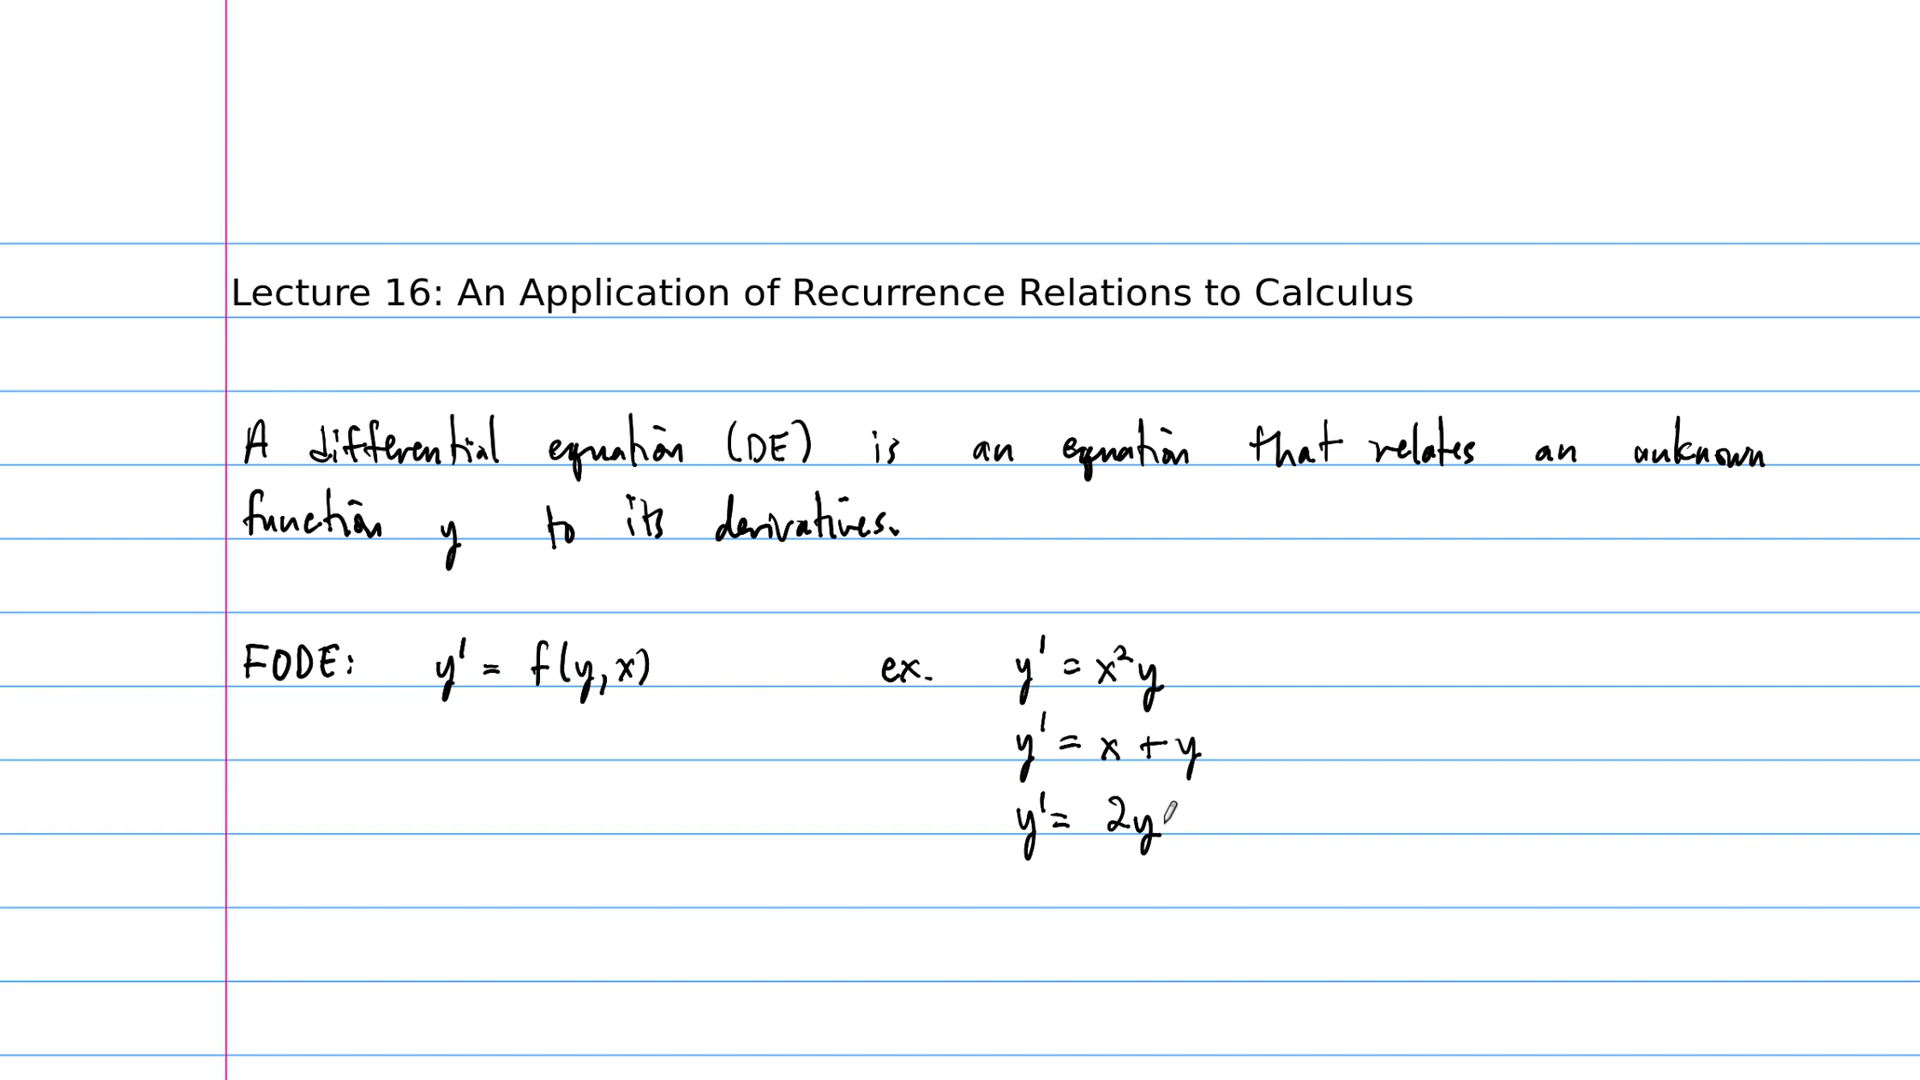 Lecture 16: An Application of Recurrence Relations to Calculus
A differential equation (DE) is an equation that relates an unknown
function y to its derivatives.
FODE: y' = f(y, x) ex. y' = x²y
y' = x + y
y' = 2y